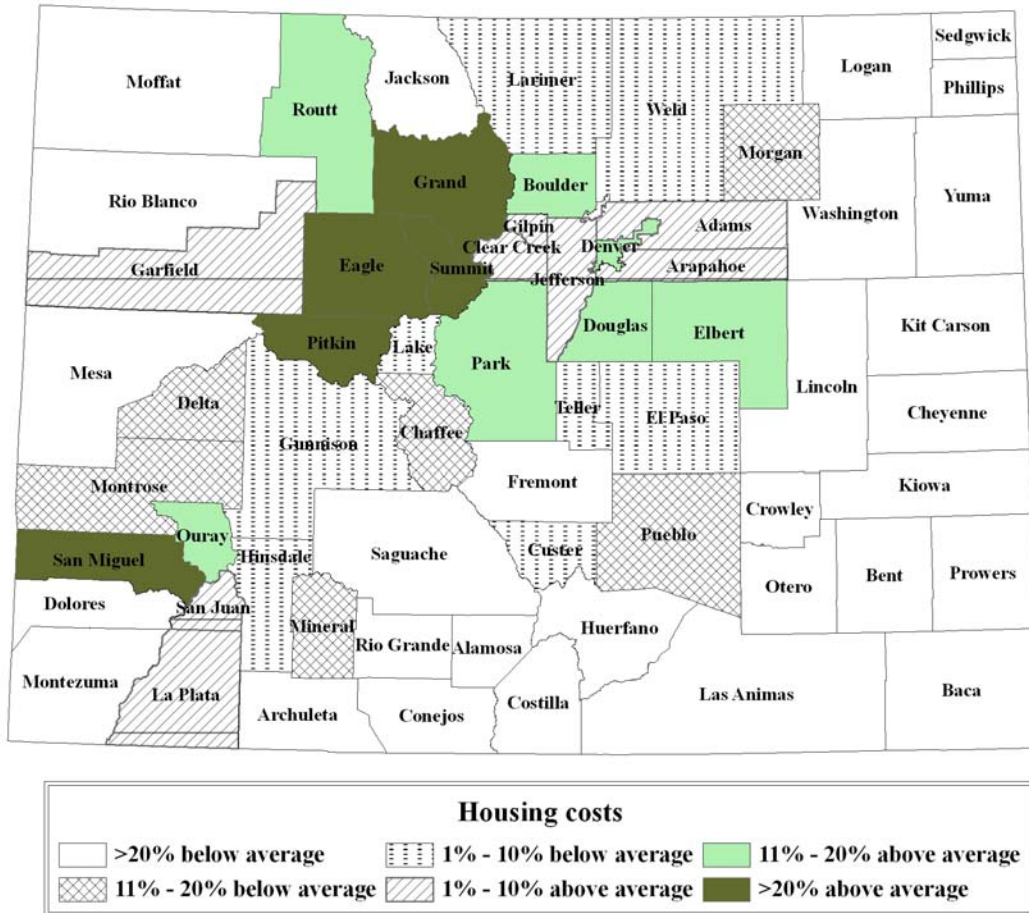 Sedgwick
Logan
Phillips
Moffat
Jackson
Larimer
Routt
Weld
Morgan
Grand
Boulder
Rio Blanco
Washington
Yuma
Gilpin
Adams
Clear Creek
Denver
Eagle
Summit
Garfield
Jefferson
Arapahoe
Pitkin
Lake
Park
Douglas
Elbert
Kit Carson
Mesa
Lincoln
Delta
Teller
El Paso
Cheyenne
Gunnison
Chaffee
Montrose
Fremont
Crowley
Kiowa
Ouray
Pueblo
San Miguel
Hinsdale
Saguache
Custer
Otero
Bent
Prowers
Dolores
San Juan
Mineral
Rio Grande
Alamosa
Huerfano
Montezuma
La Plata
Archuleta
Conejos
Costilla
Las Animas
Baca
Housing costs
>20% below average
1% - 10% below average
11% - 20% above average
11% - 20% below average
1% - 10% above average
>20% above average